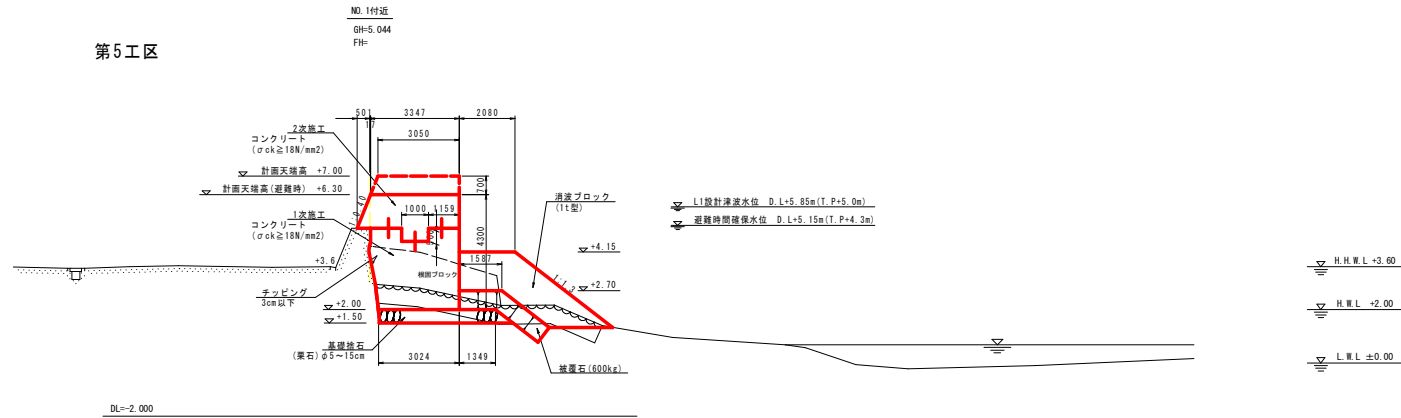 NO.1付近
GH=5.044
FH=
第5工区
501
3347
2080
17
3050
2次施工
コンクリート
(σck≧18N/mm2)
計画天端高 +7.00
計画天端高(避難時) +6.30
700
消波ブロック
(1t型)
L1設計津波水位 D.L+5.85m(T.P+5.0m)
避難時間確保水位 D.L+5.15m(T.P+4.3m)
1:0.40
1000
1159
1次施工
コンクリート
(σck≧18N/mm2)
4300
+4.15
+3.6
1587
根固ブロック
H.H.W.L +3.60
チッピング
3cm以下
+2.70
+2.00
H.W.L +2.00
+1.50
基礎捨石
(栗石)φ5~15cm
3024
1349
被覆石(600kg)
L.W.L ±0.00
DL=-2.000